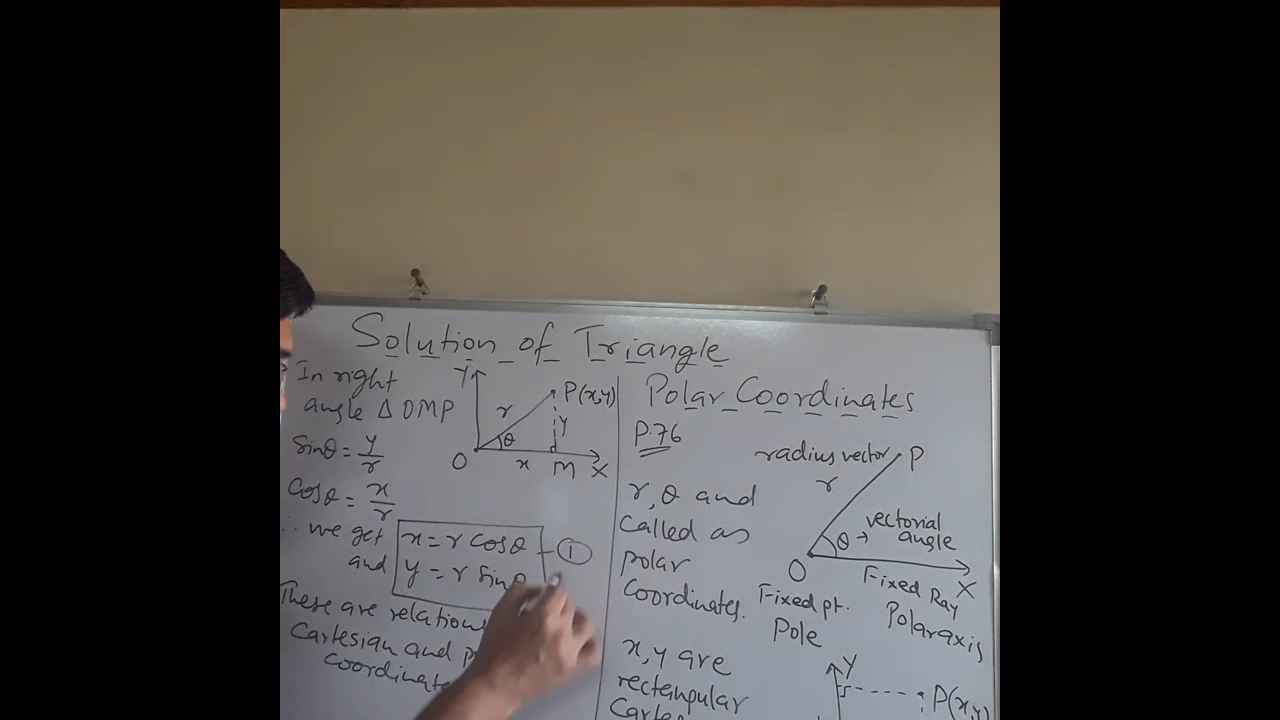 Solution of Triangle
In right
angle Δ OMP
sinθ = y/r
cosθ = x/r
∴ we get x = r cosθ
and y = r sinθ
1
These are relations
Cartesian and
coordinate
Y
P(x,y)
r
y
θ
O
x
M
X
Polar Coordinates
P.76
r, θ and
called as
polar
coordinates.
radius vector
P
r
vectorial
θ → angle
O
X
Fixed pt.
Fixed Ray
Pole
Polar axis
x, y are
rectangular
Y
P(x,y)